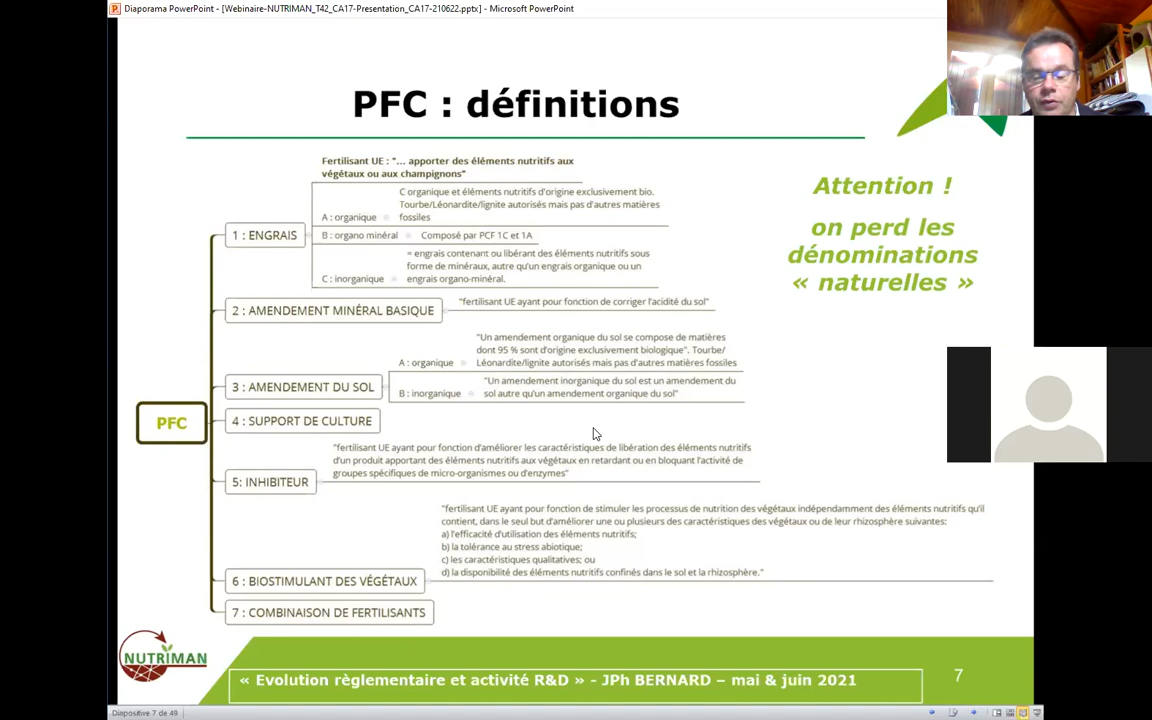 Diaporama PowerPoint - [Webinaire-NUTRIMAN_T42_CA17-Presentation_CA17-210622.pptx] - Microsoft PowerPoint
PFC : définitions
Attention !
on perd les
dénominations
« naturelles »
PFC
1 : ENGRAIS
Fertilisant UE : "... apporter des éléments nutritifs aux
végétaux ou aux champignons"
A : organique
C organique et éléments nutritifs d'origine exclusivement bio.
Tourbe/Léonardite/lignite autorisés mais pas d'autres matières
fossiles
B : organo minéral
Composé par PCF 1C et 1A
C : inorganique
= engrais contenant ou libérant des éléments nutritifs sous
forme de minéraux, autre qu'un engrais organique ou un
engrais organo-minéral.
2 : AMENDEMENT MINÉRAL BASIQUE
"fertilisant UE ayant pour fonction de corriger l'acidité du sol"
3 : AMENDEMENT DU SOL
A : organique
"Un amendement organique du sol se compose de matières
dont 95 % sont d'origine exclusivement biologique". Tourbe/
Léonardite/lignite autorisés mais pas d'autres matières fossiles
B : inorganique
"Un amendement inorganique du sol est un amendement du
sol autre qu'un amendement organique du sol"
4 : SUPPORT DE CULTURE
5: INHIBITEUR
"fertilisant UE ayant pour fonction d'améliorer les caractéristiques de libération des éléments nutritifs
d'un produit apportant des éléments nutritifs aux végétaux en retardant ou en bloquant l'activité de
groupes spécifiques de micro-organismes ou d'enzymes"
6 : BIOSTIMULANT DES VÉGÉTAUX
"fertilisant UE ayant pour fonction de stimuler les processus de nutrition des végétaux indépendamment des éléments nutritifs qu'il
contient, dans le seul but d'améliorer une ou plusieurs des caractéristiques des végétaux ou de leur rhizosphère suivantes:
a) l'efficacité d'utilisation des éléments nutritifs;
b) la tolérance au stress abiotique;
c) les caractéristiques qualitatives; ou
d) la disponibilité des éléments nutritifs confinés dans le sol et la rhizosphère."
7 : COMBINAISON DE FERTILISANTS
NUTRIMAN
« Evolution règlementaire et activité R&D » - JPh BERNARD – mai & juin 2021
7
Diapositive 7 de 49